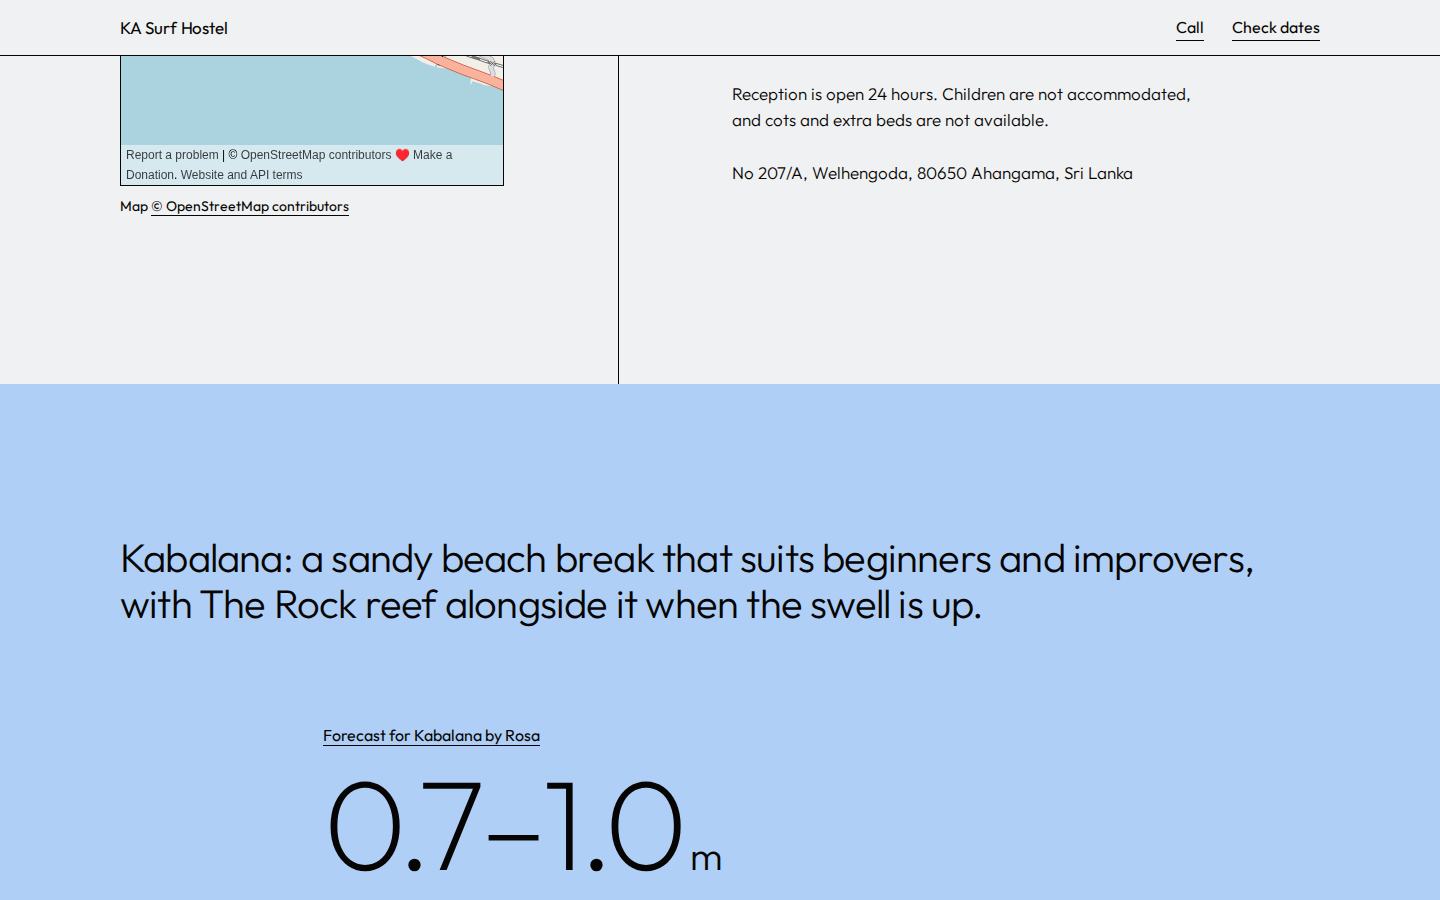 KA Surf Hostel
Call
Check dates
Report a problem | © OpenStreetMap contributors ❤️ Make a
Donation. Website and API terms
Map © OpenStreetMap contributors
Reception is open 24 hours. Children are not accommodated,
and cots and extra beds are not available.
No 207/A, Welhengoda, 80650 Ahangama, Sri Lanka
Kabalana: a sandy beach break that suits beginners and improvers,
with The Rock reef alongside it when the swell is up.
Forecast for Kabalana by Rosa
0.7–1.0 m